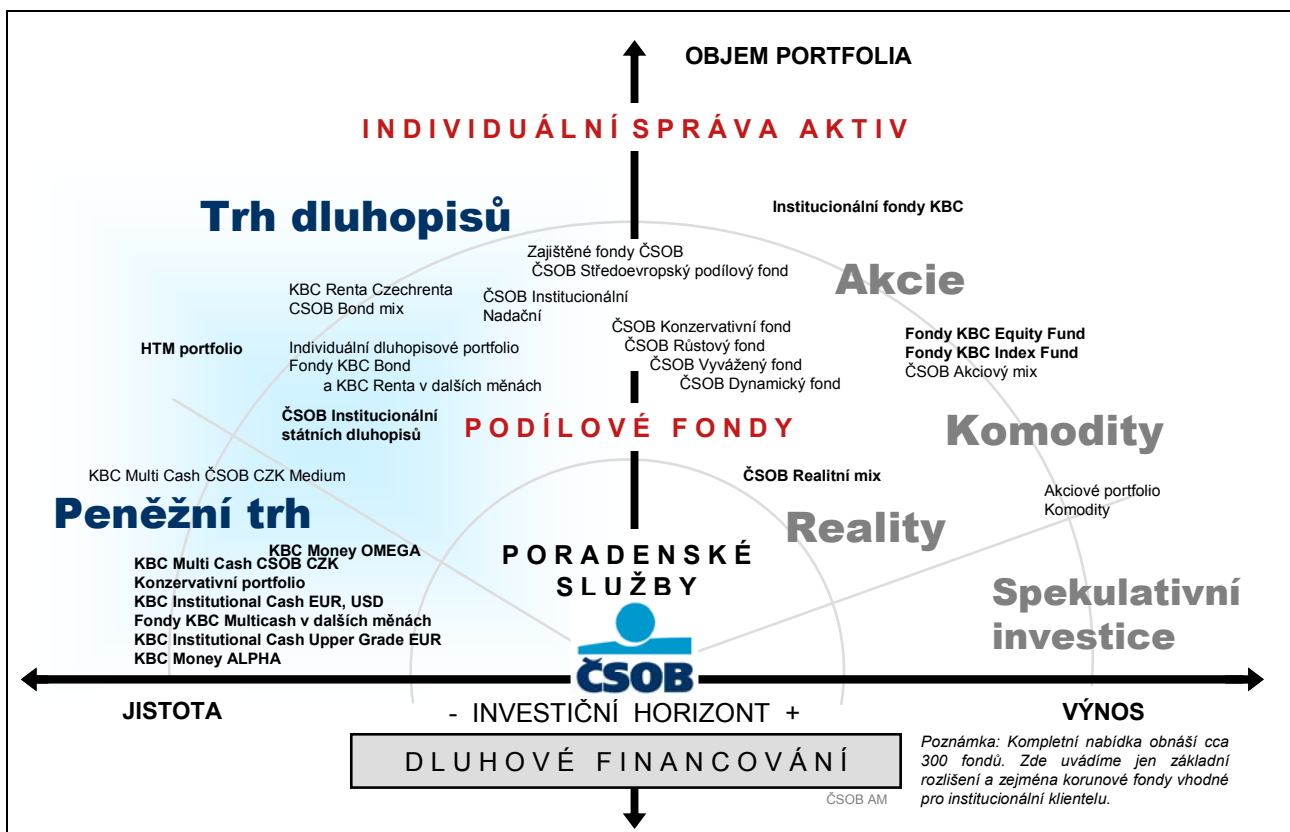 OBJEM PORTFOLIA
INDIVIDUÁLNÍ SPRÁVA AKTIV
Trh dluhopisů
Institucionální fondy KBC
Zajištěné fondy ČSOB
ČSOB Středoevropský podílový fond
Akcie
KBC Renta Czechrenta
CSOB Bond mix
ČSOB Institucionální
Nadační
ČSOB Konzervativní fond
ČSOB Růstový fond
ČSOB Vyvážený fond
ČSOB Dynamický fond
Fondy KBC Equity Fund
Fondy KBC Index Fund
ČSOB Akciový mix
HTM portfolio
Individuální dluhopisové portfolio
Fondy KBC Bond
a KBC Renta v dalších měnách
ČSOB Institucionální
státních dluhopisů
PODÍLOVÉ FONDY
Komodity
KBC Multi Cash ČSOB CZK Medium
ČSOB Realitní mix
Akciové portfolio
Komodity
Peněžní trh
Reality
KBC Money OMEGA
KBC Multi Cash CSOB CZK
Konzervativní portfolio
KBC Institutional Cash EUR, USD
Fondy KBC Multicash v dalších měnách
KBC Institutional Cash Upper Grade EUR
KBC Money ALPHA
PORADENSKÉ
SLUŽBY
Spekulativní
investice
ČSOB
JISTOTA
- INVESTIČNÍ HORIZONT +
VÝNOS
DLUHOVÉ FINANCOVÁNÍ
ČSOB AM
Poznámka: Kompletní nabídka obnáší cca
300 fondů. Zde uvádíme jen základní
rozlišení a zejména korunové fondy vhodné
pro institucionální klientelu.